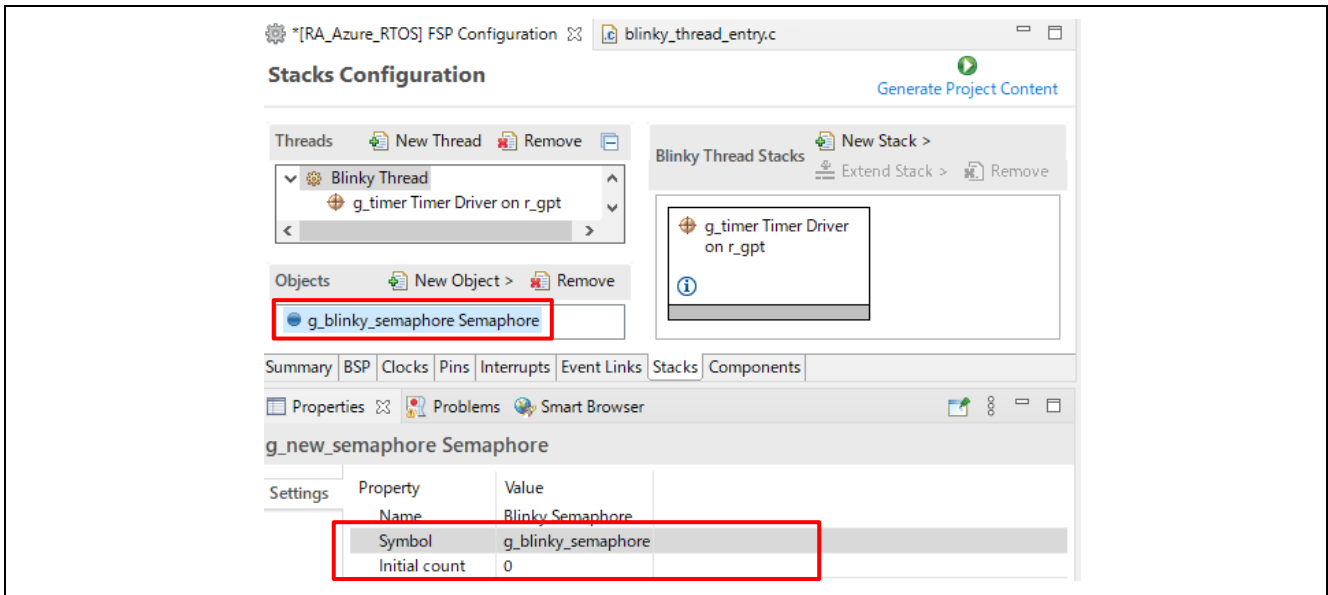 *[RA_Azure_RTOS] FSP Configuration
blinky_thread_entry.c
Stacks Configuration
Generate Project Content
Threads
New Thread
Remove
Blinky Thread
g_timer Timer Driver on r_gpt
Blinky Thread Stacks
New Stack >
Extend Stack >
Remove
g_timer Timer Driver
on r_gpt
Objects
New Object >
Remove
g_blinky_semaphore Semaphore
Summary BSP Clocks Pins Interrupts Event Links Stacks Components
Properties
Problems
Smart Browser
g_new_semaphore Semaphore
Settings
Property Value
Name Blinky Semaphore
Symbol g_blinky_semaphore
Initial count 0